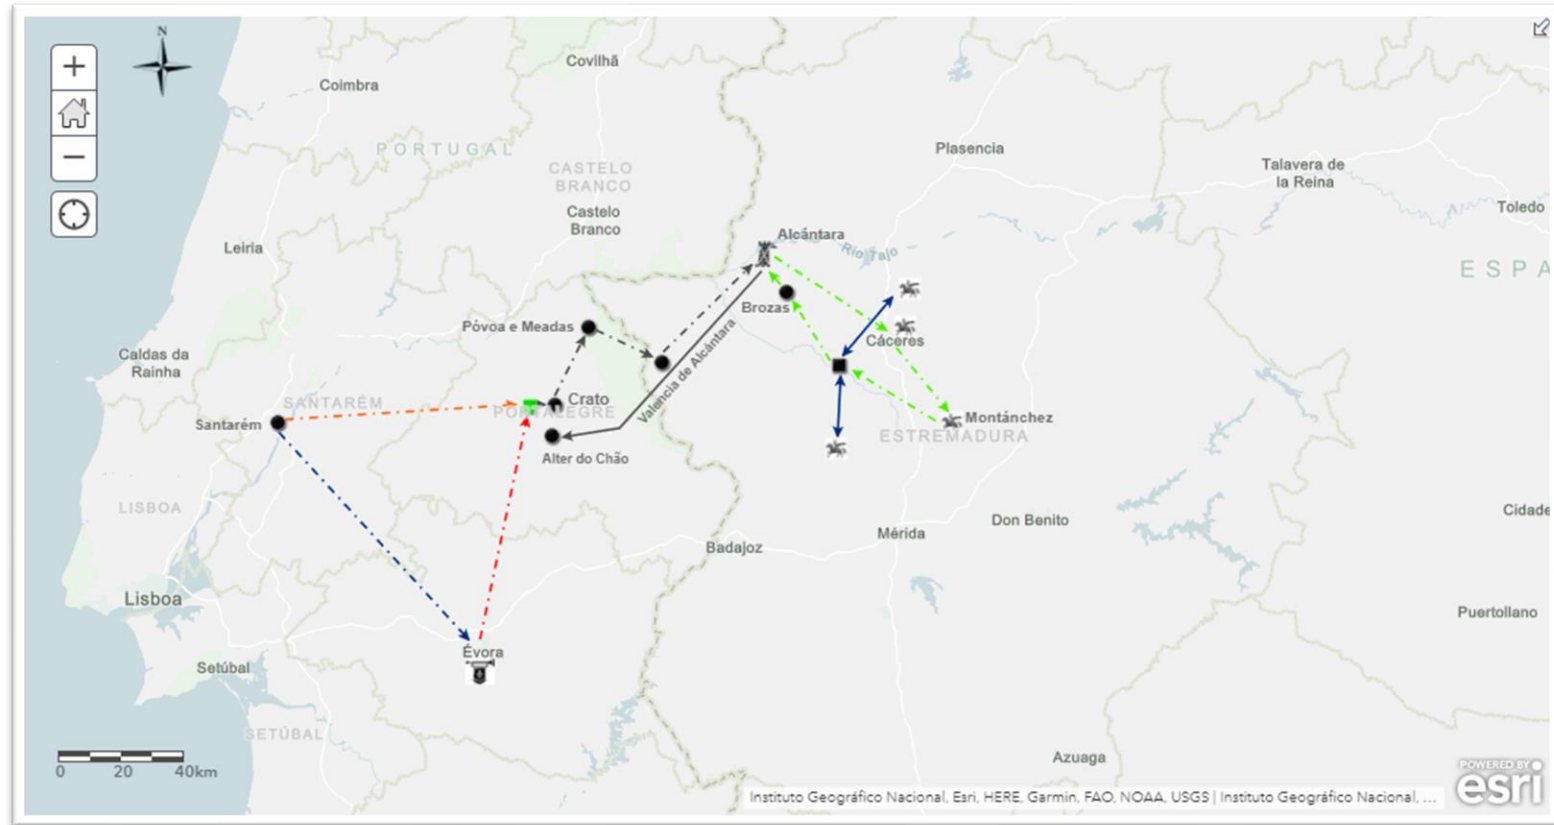 N
Covilhã
Coimbra
PORTUGAL
Plasencia
CASTELO
BRANCO
Talavera de
la Reina
Castelo
Branco
Toledo
Alcántara
Leiria
Río Tajo
ESPA
Brozas
Póvoa e Meadas
Cáceres
Caldas da
Rainha
Valencia de Alcántara
SANTARÉM
Crato
PORTALEGRE
Santarém
Montánchez
ESTREMADURA
Alter do Chão
LISBOA
Cidade
Don Benito
Mérida
Badajoz
Lisboa
Puertollano
Évora
Setúbal
SETÚBAL
Azuaga
0 20 40km
POWERED BY
esri
Instituto Geográfico Nacional, Esri, HERE, Garmin, FAO, NOAA, USGS | Instituto Geográfico Nacional, ...